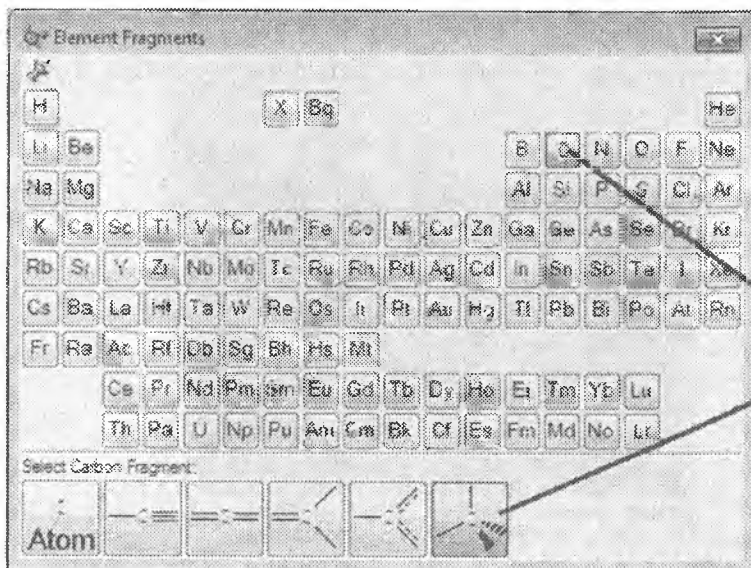 Element Fragments
H X Bq He
Li Be B C N O F Ne
Na Mg Al Si P S Cl Ar
K Ca Sc Ti V Cr Mn Fe Co Ni Cu Zn Ga Ge As Se Br Kr
Rb Sr Y Zr Nb Mo Tc Ru Rh Pd Ag Cd In Sn Sb Te I Xe
Cs Ba La Hf Ta W Re Os Ir Pt Au Hg Tl Pb Bi Po At Rn
Fr Ra Ac Rf Db Sg Bh Hs Mt
Ce Pr Nd Pm Sm Eu Gd Tb Dy Ho Er Tm Yb Lu
Th Pa U Np Pu Am Cm Bk Cf Es Fm Md No Lr
Select Carbon Fragment:
Atom